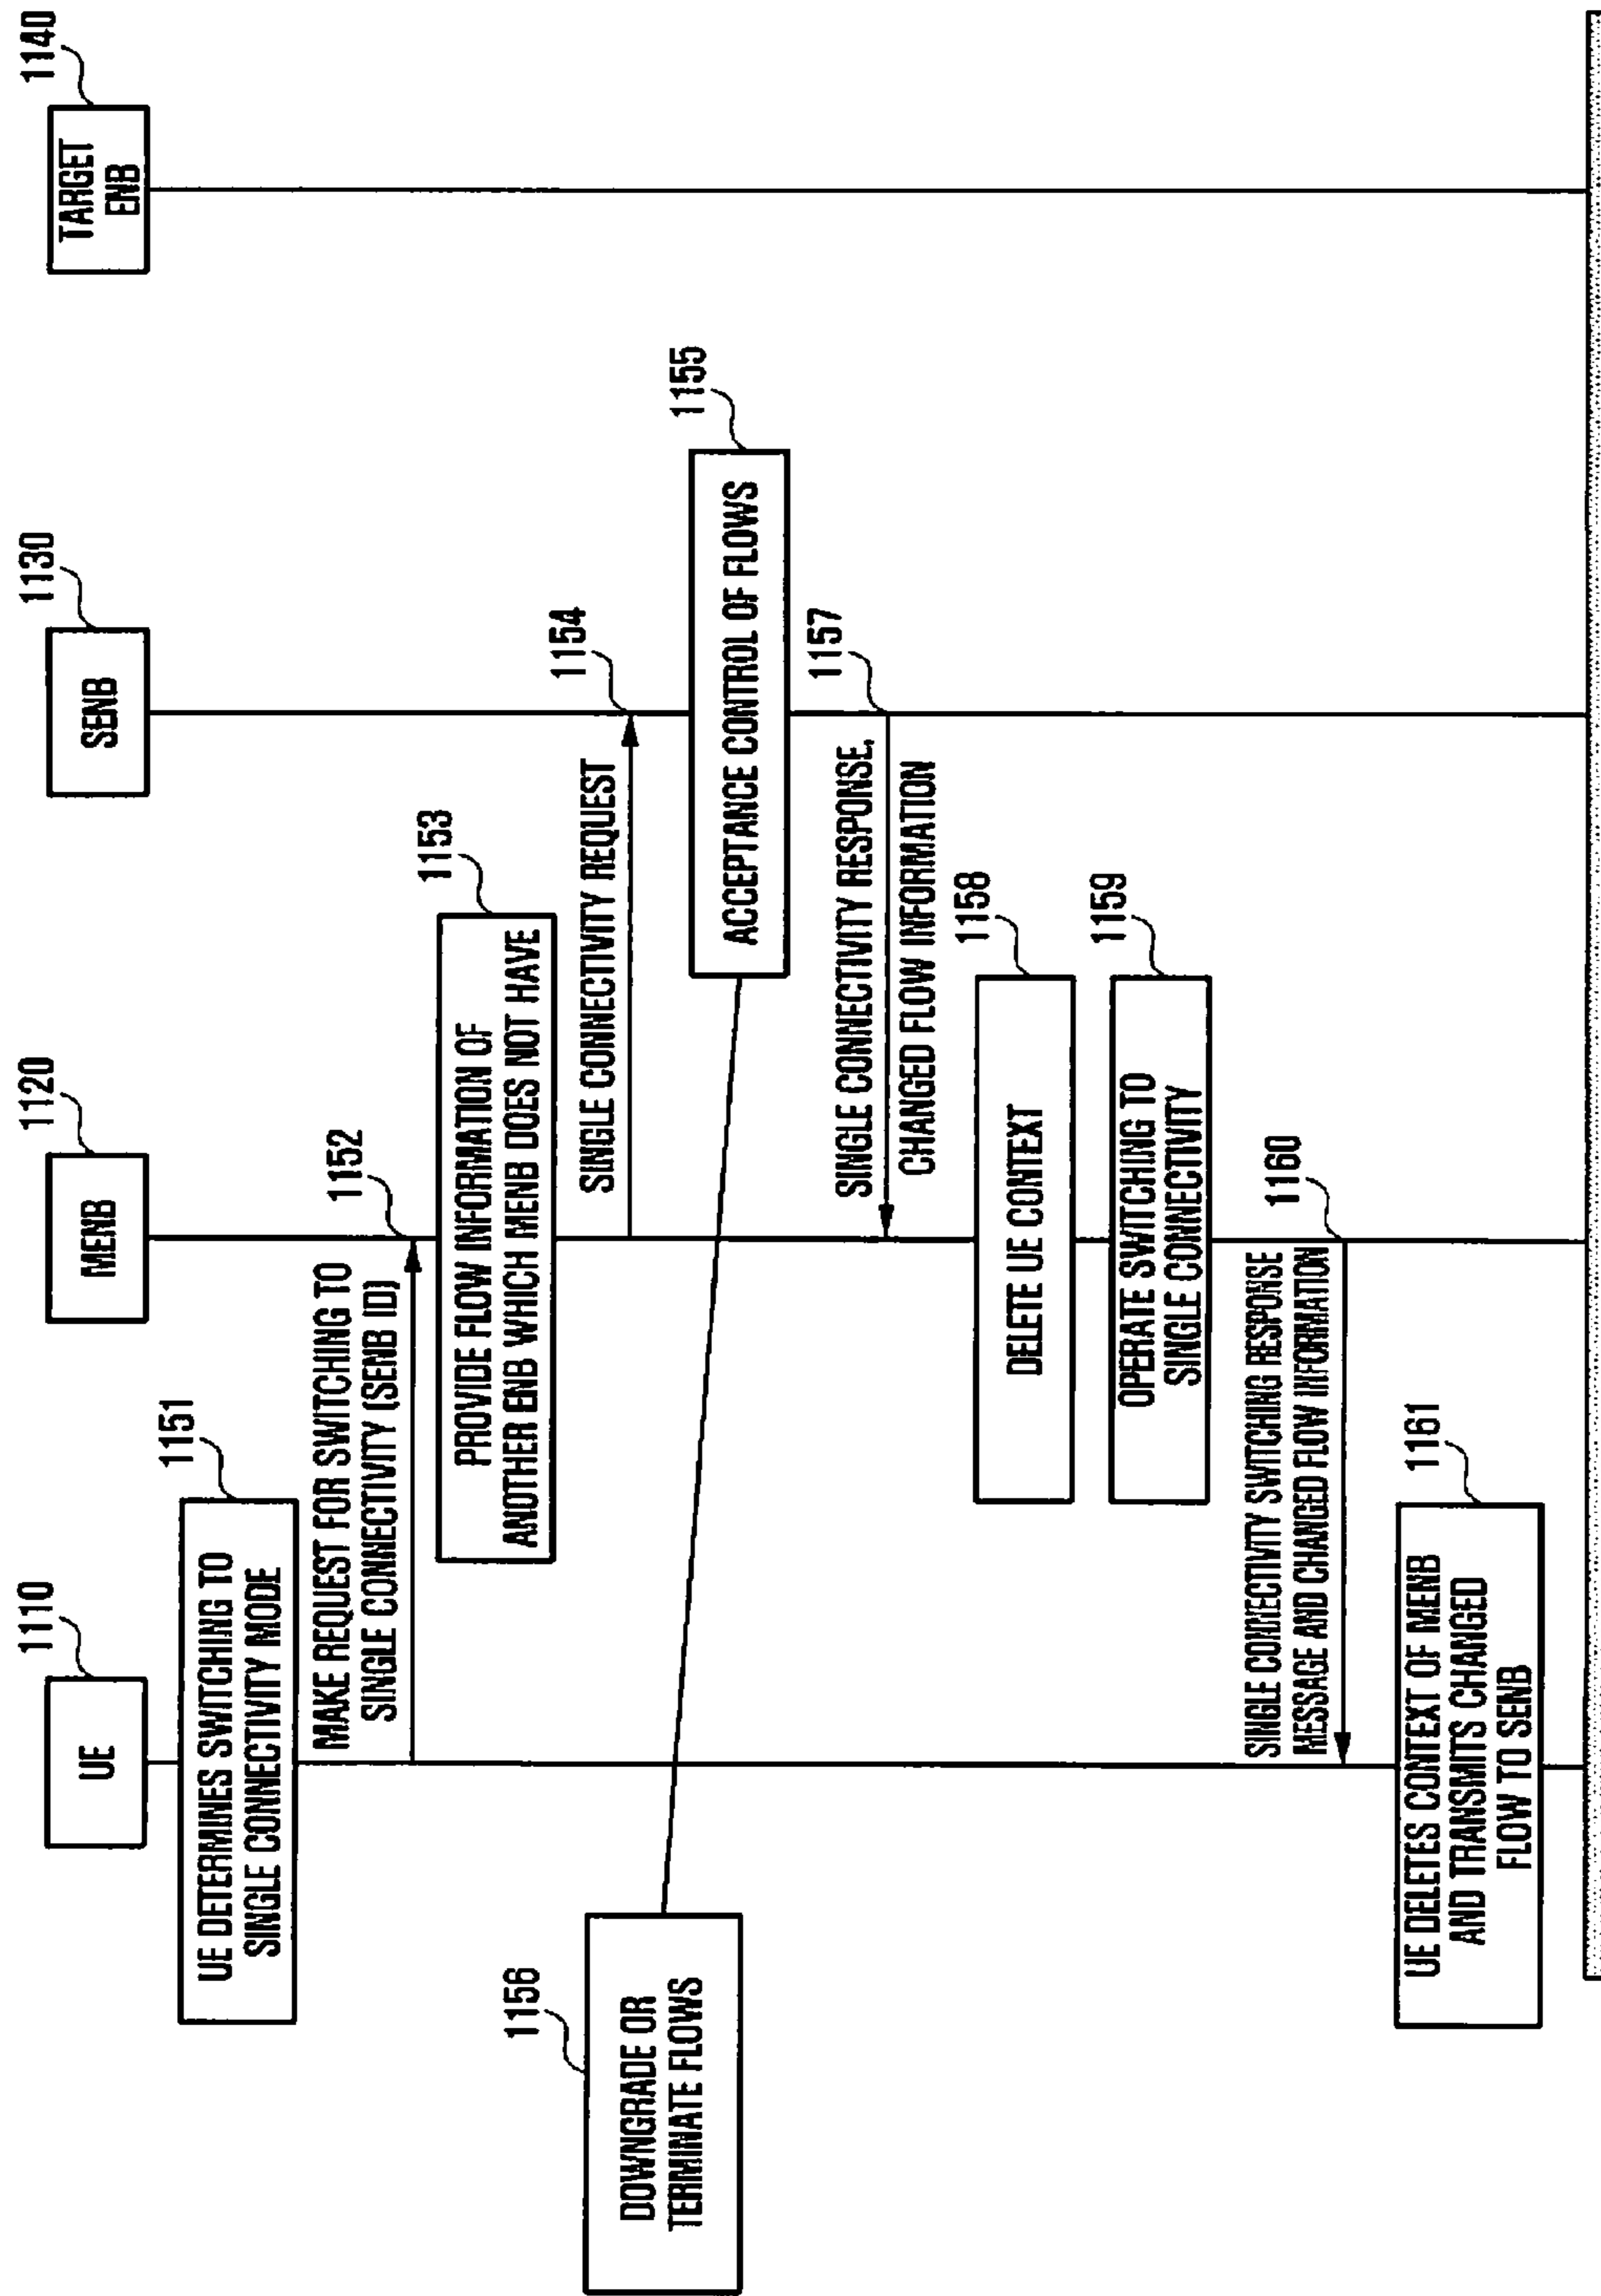 UE
1110
MENB
1120
SENB
1130
TARGET
ENB
1140
UE DETERMINES SWITCHING TO
SINGLE CONNECTIVITY MODE
1151
MAKE REQUEST FOR SWITCHING TO
SINGLE CONNECTIVITY (SENB ID)
1152
PROVIDE FLOW INFORMATION OF
ANOTHER ENB WHICH MENB DOES NOT HAVE
1153
SINGLE CONNECTIVITY REQUEST
1154
DOWNGRADE OR
TERMINATE FLOWS
1156
ACCEPTANCE CONTROL OF FLOWS
1155
SINGLE CONNECTIVITY RESPONSE,
CHANGED FLOW INFORMATION
1157
DELETE UE CONTEXT
1158
OPERATE SWITCHING TO
SINGLE CONNECTIVITY
1159
SINGLE CONNECTIVITY SWITCHING RESPONSE
MESSAGE AND CHANGED FLOW INFORMATION
1160
UE DELETES CONTEXT OF MENB
AND TRANSMITS CHANGED
FLOW TO SENB
1161